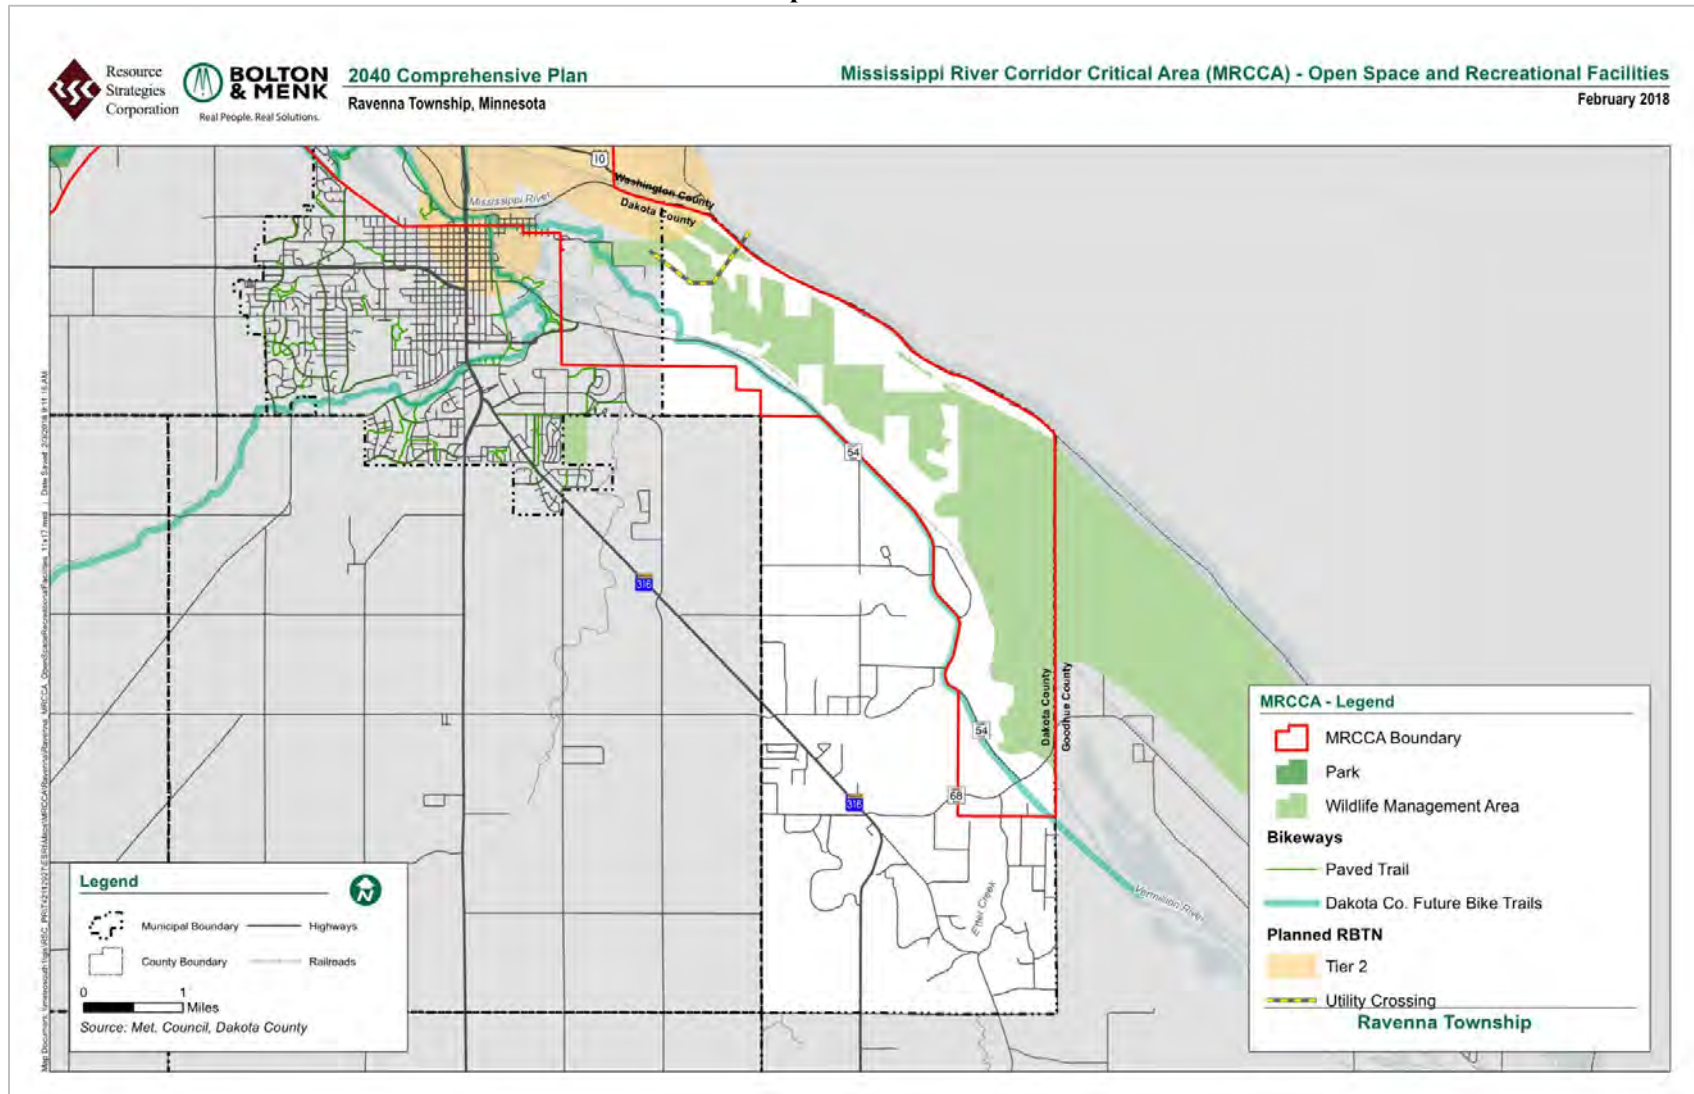 Resource
Strategies
Corporation
BOLTON
& MENK
Real People. Real Solutions.
2040 Comprehensive Plan
Ravenna Township, Minnesota
Mississippi River Corridor Critical Area (MRCCA) - Open Space and Recreational Facilities
February 2018
10
Washington County
Dakota County
Mississippi River
54
316
Dakota County
Goodhue County
54
68
316
Etter Creek
Vermillion River
MRCCA - Legend
MRCCA Boundary
Park
Wildlife Management Area
Bikeways
Paved Trail
Dakota Co. Future Bike Trails
Planned RBTN
Tier 2
Utility Crossing
Ravenna Township
Legend
N
Municipal Boundary
Highways
County Boundary
Railroads
0 1
Miles
Source: Met. Council, Dakota County